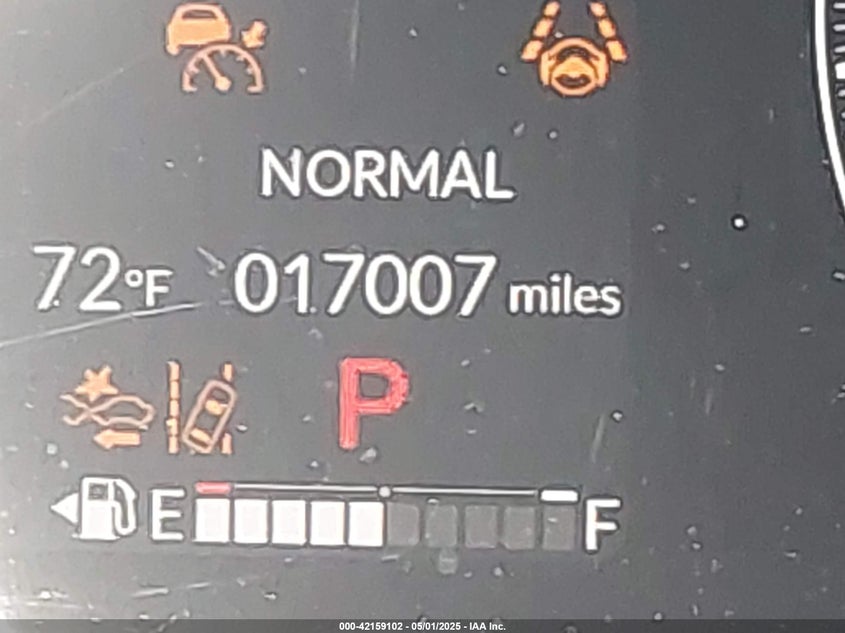 NORMAL
72°F 017007 miles
P
E F
000-42159102 - 05/01/2025 - IAA Inc.